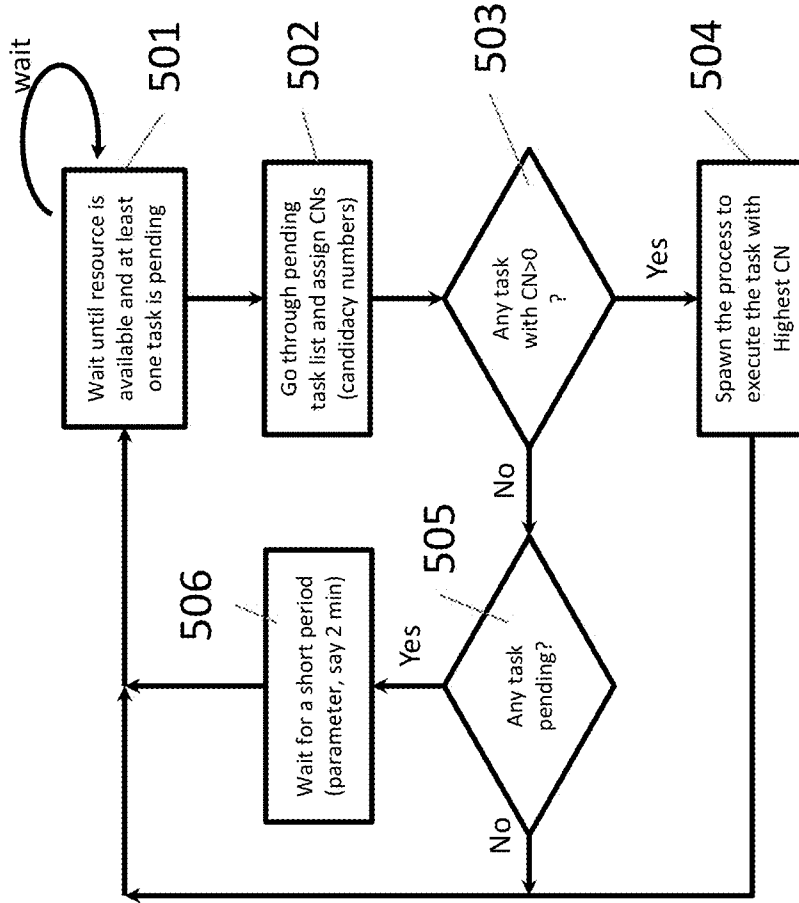 wait
501
Wait until resource is
available and at least
one task is pending
502
Go through pending
task list and assign CNs
(candidacy numbers)
503
Any task
with CN>0
?
Yes
504
Spawn the process to
execute the task with
Highest CN
No
505
Any task
pending?
Yes
506
Wait for a short period
(parameter, say 2 min)
No